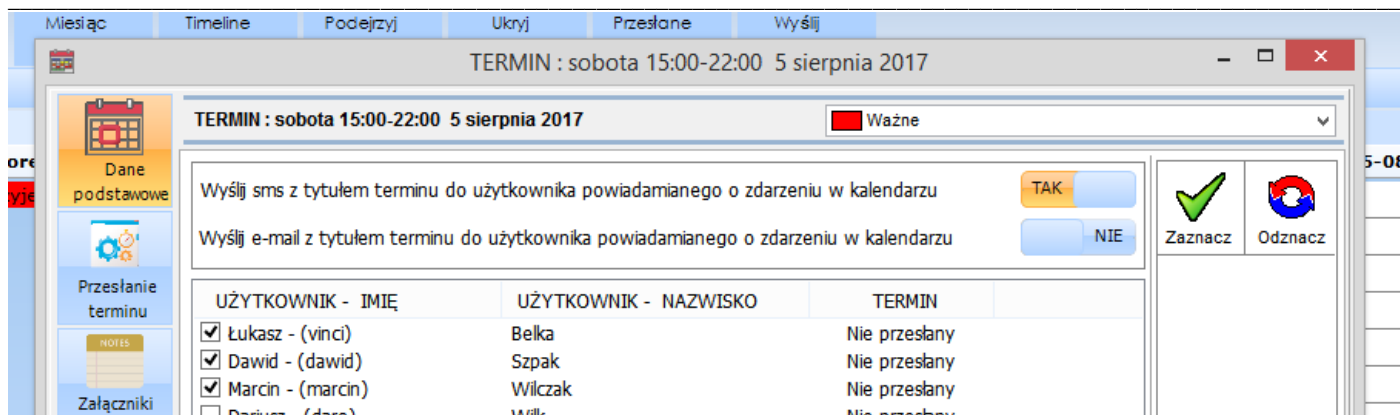 Miesiąc Timeline Podejrzyj Ukryj Przesłane Wyślij
TERMIN : sobota 15:00-22:00 5 sierpnia 2017
TERMIN : sobota 15:00-22:00 5 sierpnia 2017 Ważne
Dane podstawowe
Wyślij sms z tytułem terminu do użytkownika powiadamianego o zdarzeniu w kalendarzu TAK
Wyślij e-mail z tytułem terminu do użytkownika powiadamianego o zdarzeniu w kalendarzu NIE
Zaznacz Odznacz
Przesłanie terminu
UŻYTKOWNIK - IMIĘ UŻYTKOWNIK - NAZWISKO TERMIN
Łukasz - (vinci) Belka Nie przesłany
Dawid - (dawid) Szpak Nie przesłany
Marcin - (marcin) Wilczak Nie przesłany
NOTES
Załączniki